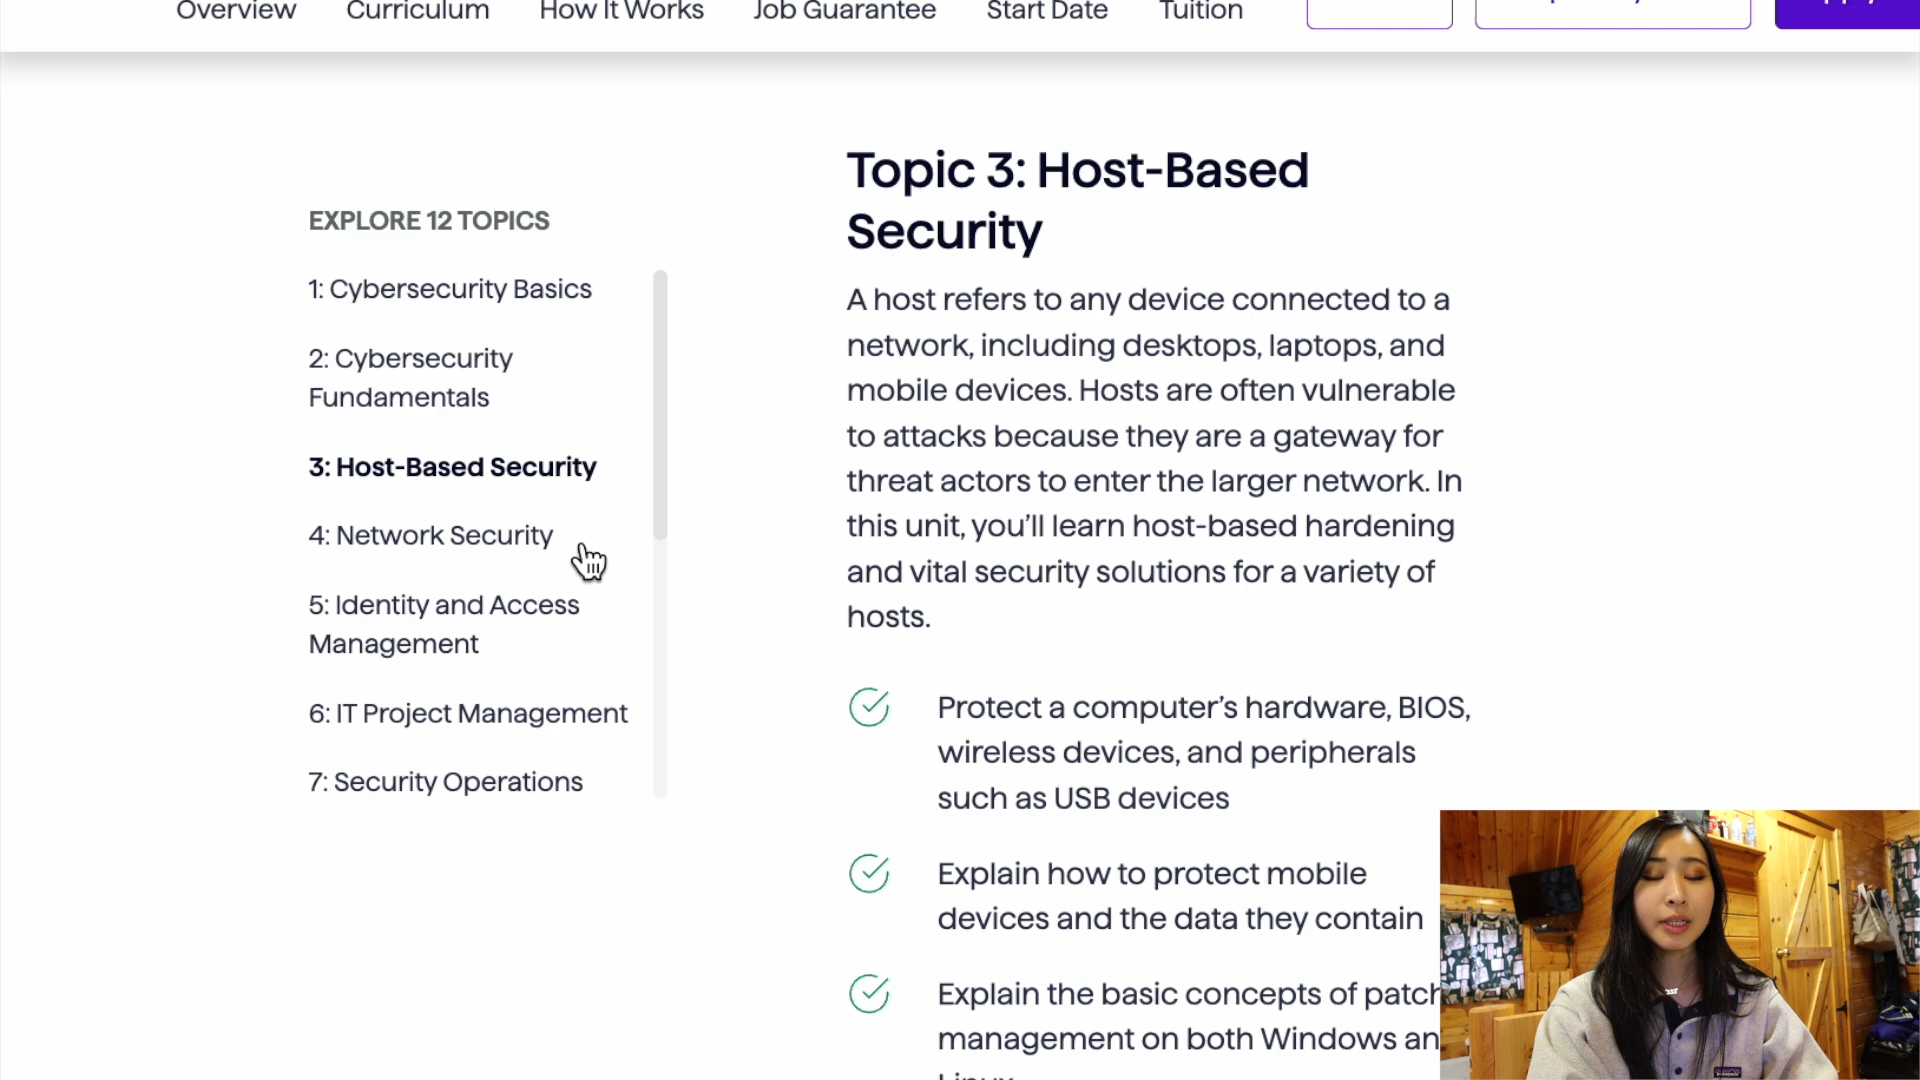 Overview Curriculum How It Works Job Guarantee Start Date Tuition
EXPLORE 12 TOPICS
1: Cybersecurity Basics
2: Cybersecurity
Fundamentals
3: Host-Based Security
4: Network Security
5: Identity and Access
Management
6: IT Project Management
7: Security Operations
Topic 3: Host-Based
Security
A host refers to any device connected to a
network, including desktops, laptops, and
mobile devices. Hosts are often vulnerable
to attacks because they are a gateway for
threat actors to enter the larger network. In
this unit, you'll learn host-based hardening
and vital security solutions for a variety of
hosts.
Protect a computer's hardware, BIOS,
wireless devices, and peripherals
such as USB devices
Explain how to protect mobile
devices and the data they contain
Explain the basic concepts of patch
management on both Windows an